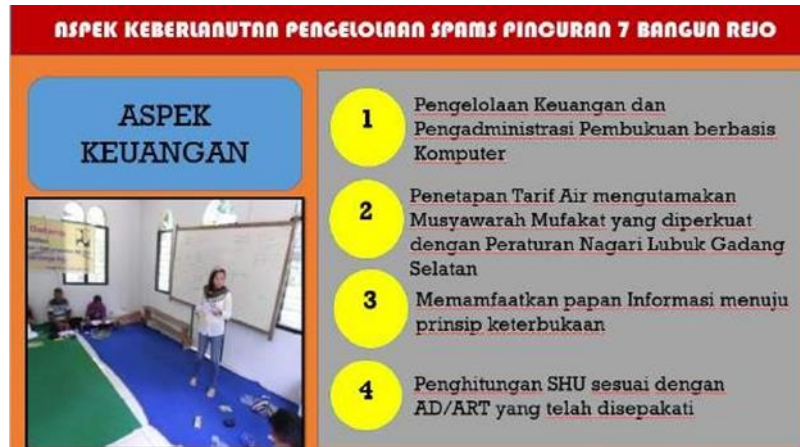 ASPEK KEBERLANUTAN PENGELOLAAN SPAMS PINCURAN 7 BANGUN REJO
ASPEK
KEUANGAN
1
Pengelolaan Keuangan dan
Pengadministrasi Pembukuan berbasis
Komputer
2
Penetapan Tarif Air mengutamakan
Musyawarah Mufakat yang diperkuat
dengan Peraturan Nagari Lubuk Gadang
Selatan
3
Memamfaatkan papan Informasi menuju
prinsip keterbukaan
4
Penghitungan SHU sesuai dengan
AD/ART yang telah disepakati